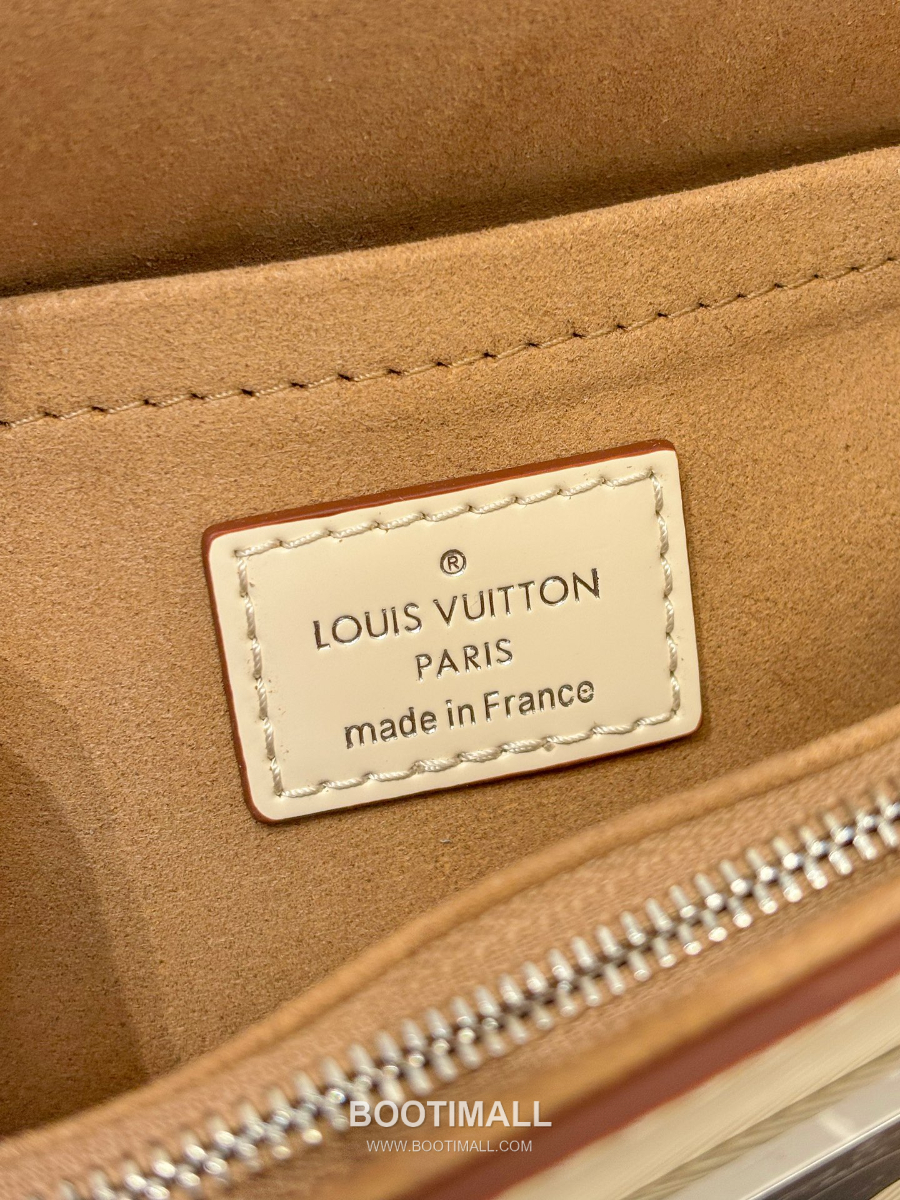 ®
LOUIS VUITTON
PARIS
made in France
BOOTIMALL
WWW.BOOTIMALL.COM